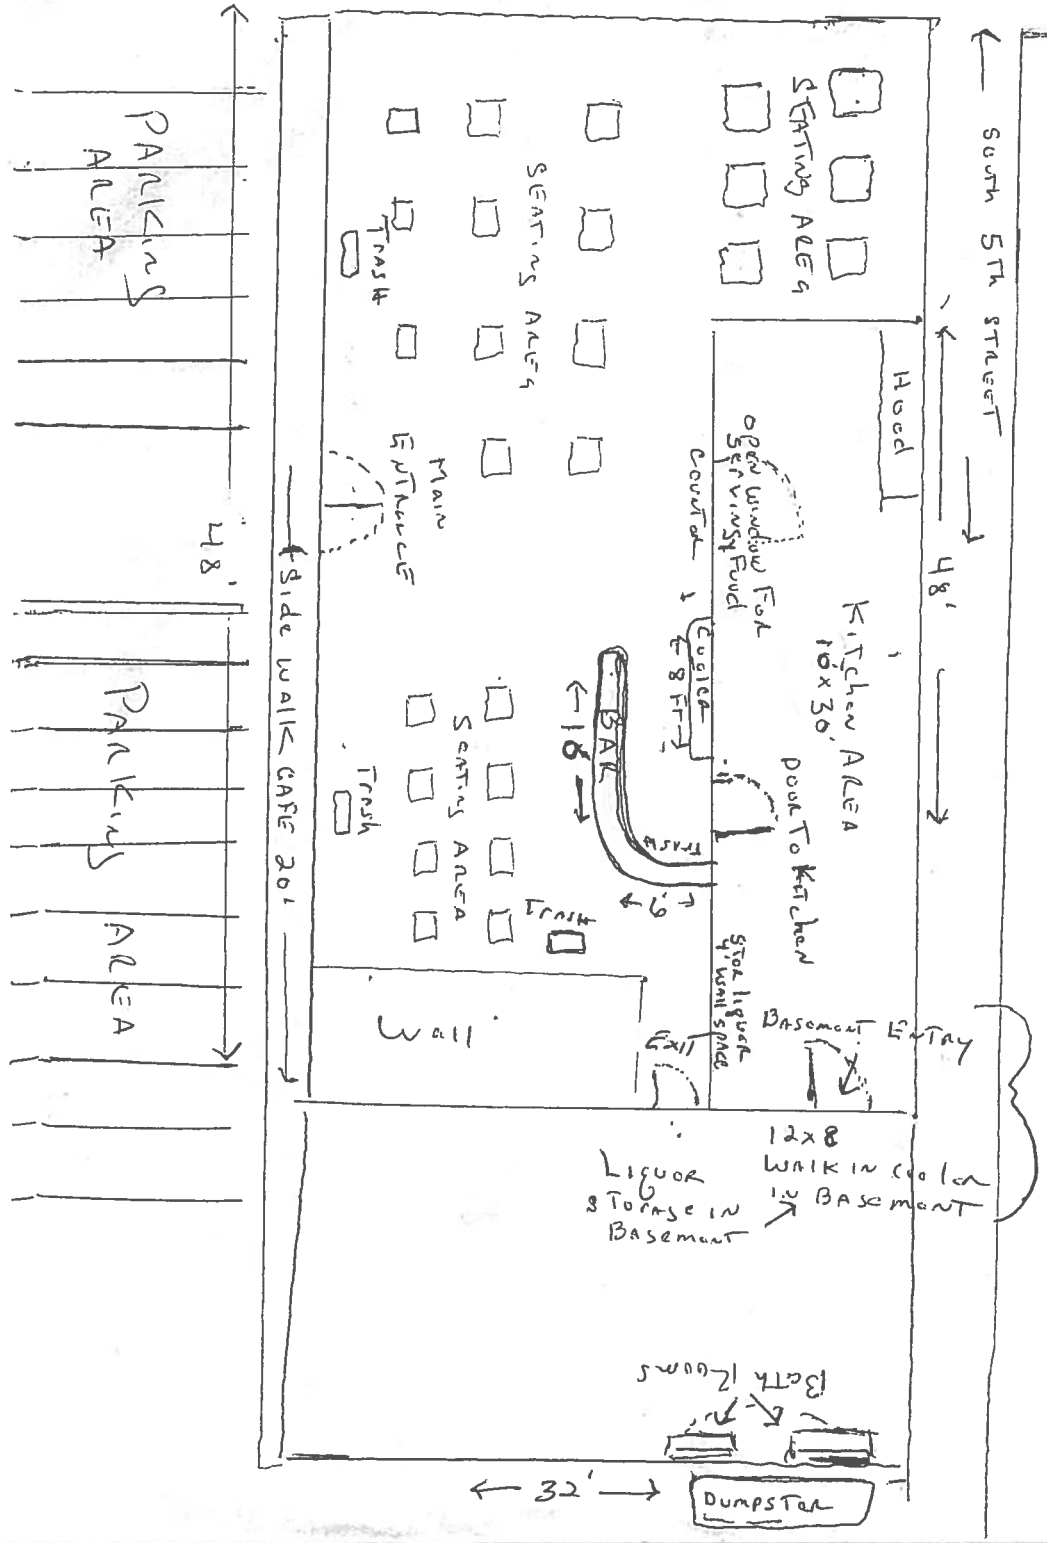 SOUTH 5Th STREET
SEATING AREA
SEATING AREA
PARKING
AREA
TRASH
Hood
48'
OPEN WINDOW FOR
SERVING FOOD
COUNTER
MAIN
ENTRANCE
48'
SideWALK CAFE 20'
KiTchen AREA
10'x30'
Cooler
8 FT
BAR
18'
TRASH
6'
DOOR TO KiTchen
SEATING AREA
TRASh
TRASH
PARKING AREA
STOR liquor
4' WAll SPACE
BASEMENT ENTRY
EXIT
WAll
12x8
WALK IN Cooler
IN BASEMENT
LIQUOR
STORAGE IN
BASEMENT
BaTh Rooms
32'
DUMPSTER